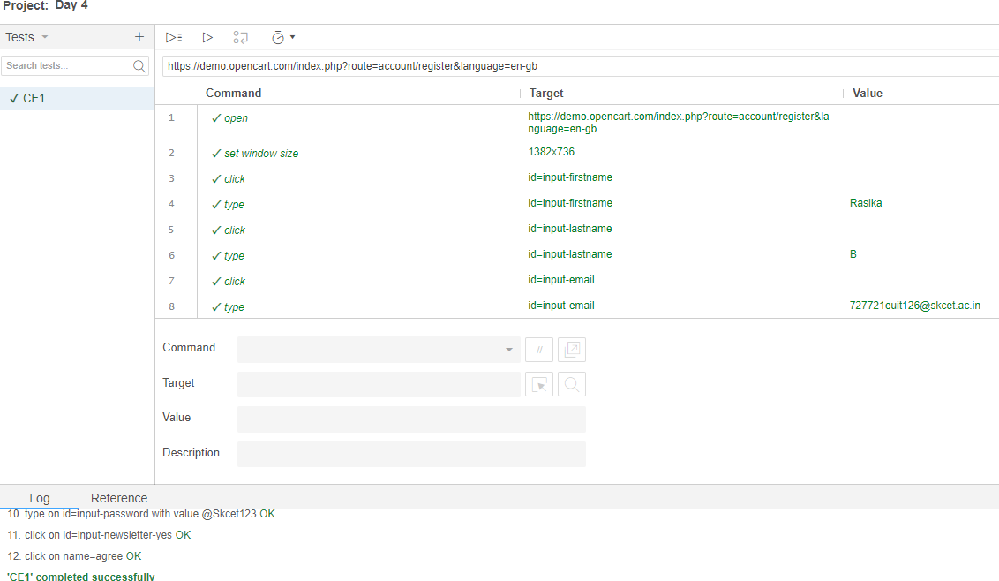 Project: Day 4
Tests
Search tests...
✓ CE1
https://demo.opencart.com/index.php?route=account/register&language=en-gb
Command Target Value
1 ✓ open https://demo.opencart.com/index.php?route=account/register&la
nguage=en-gb
2 ✓ set window size 1382x736
3 ✓ click id=input-firstname
4 ✓ type id=input-firstname Rasika
5 ✓ click id=input-lastname
6 ✓ type id=input-lastname B
7 ✓ click id=input-email
8 ✓ type id=input-email 727721euit126@skcet.ac.in
Command //
Target
Value
Description
Log Reference
10. type on id=input-password with value @Skcet123 OK
11. click on id=input-newsletter-yes OK
12. click on name=agree OK
'CE1' completed successfully